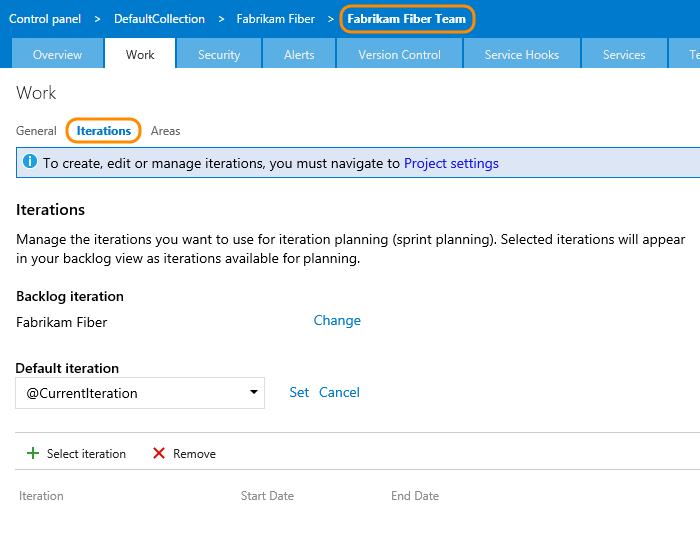 Control panel > DefaultCollection > Fabrikam Fiber > Fabrikam Fiber Team
Overview Work Security Alerts Version Control Service Hooks Services Te
Work
General Iterations Areas
To create, edit or manage iterations, you must navigate to Project settings
Iterations
Manage the iterations you want to use for iteration planning (sprint planning). Selected iterations will appear
in your backlog view as iterations available for planning.
Backlog iteration
Fabrikam Fiber Change
Default iteration
@CurrentIteration Set Cancel
Select iteration Remove
Iteration Start Date End Date